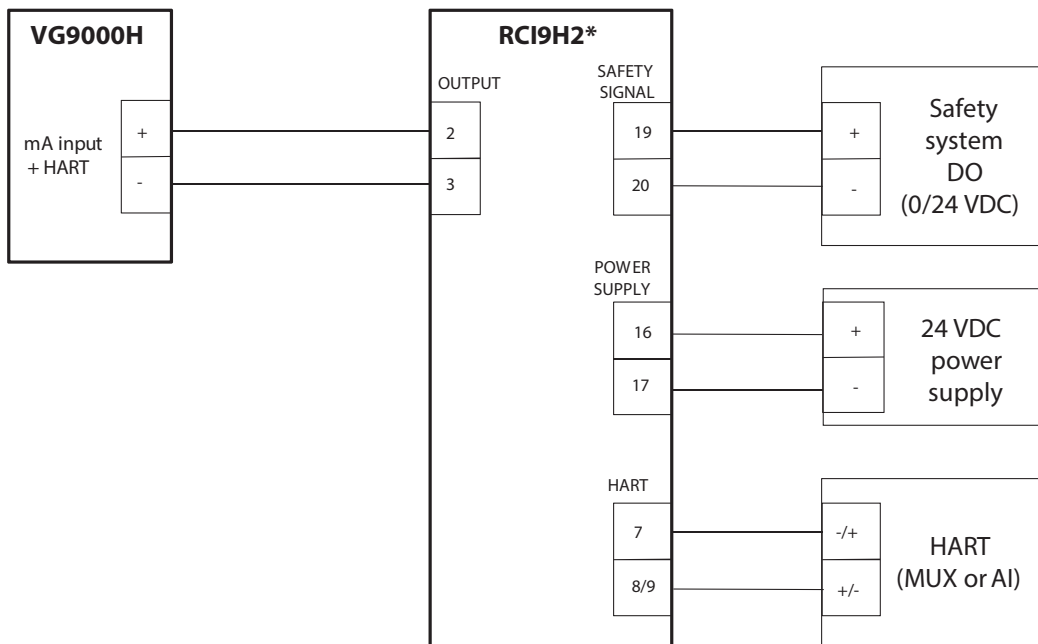 VG9000H
mA input
+ HART
+
-
RCI9H2*
OUTPUT
2
3
SAFETY
SIGNAL
19
20
POWER
SUPPLY
16
17
HART
7
8/9
+
-
Safety
system
DO
(0/24 VDC)
+
-
24 VDC
power
supply
-/+
+/-
HART
(MUX or AI)